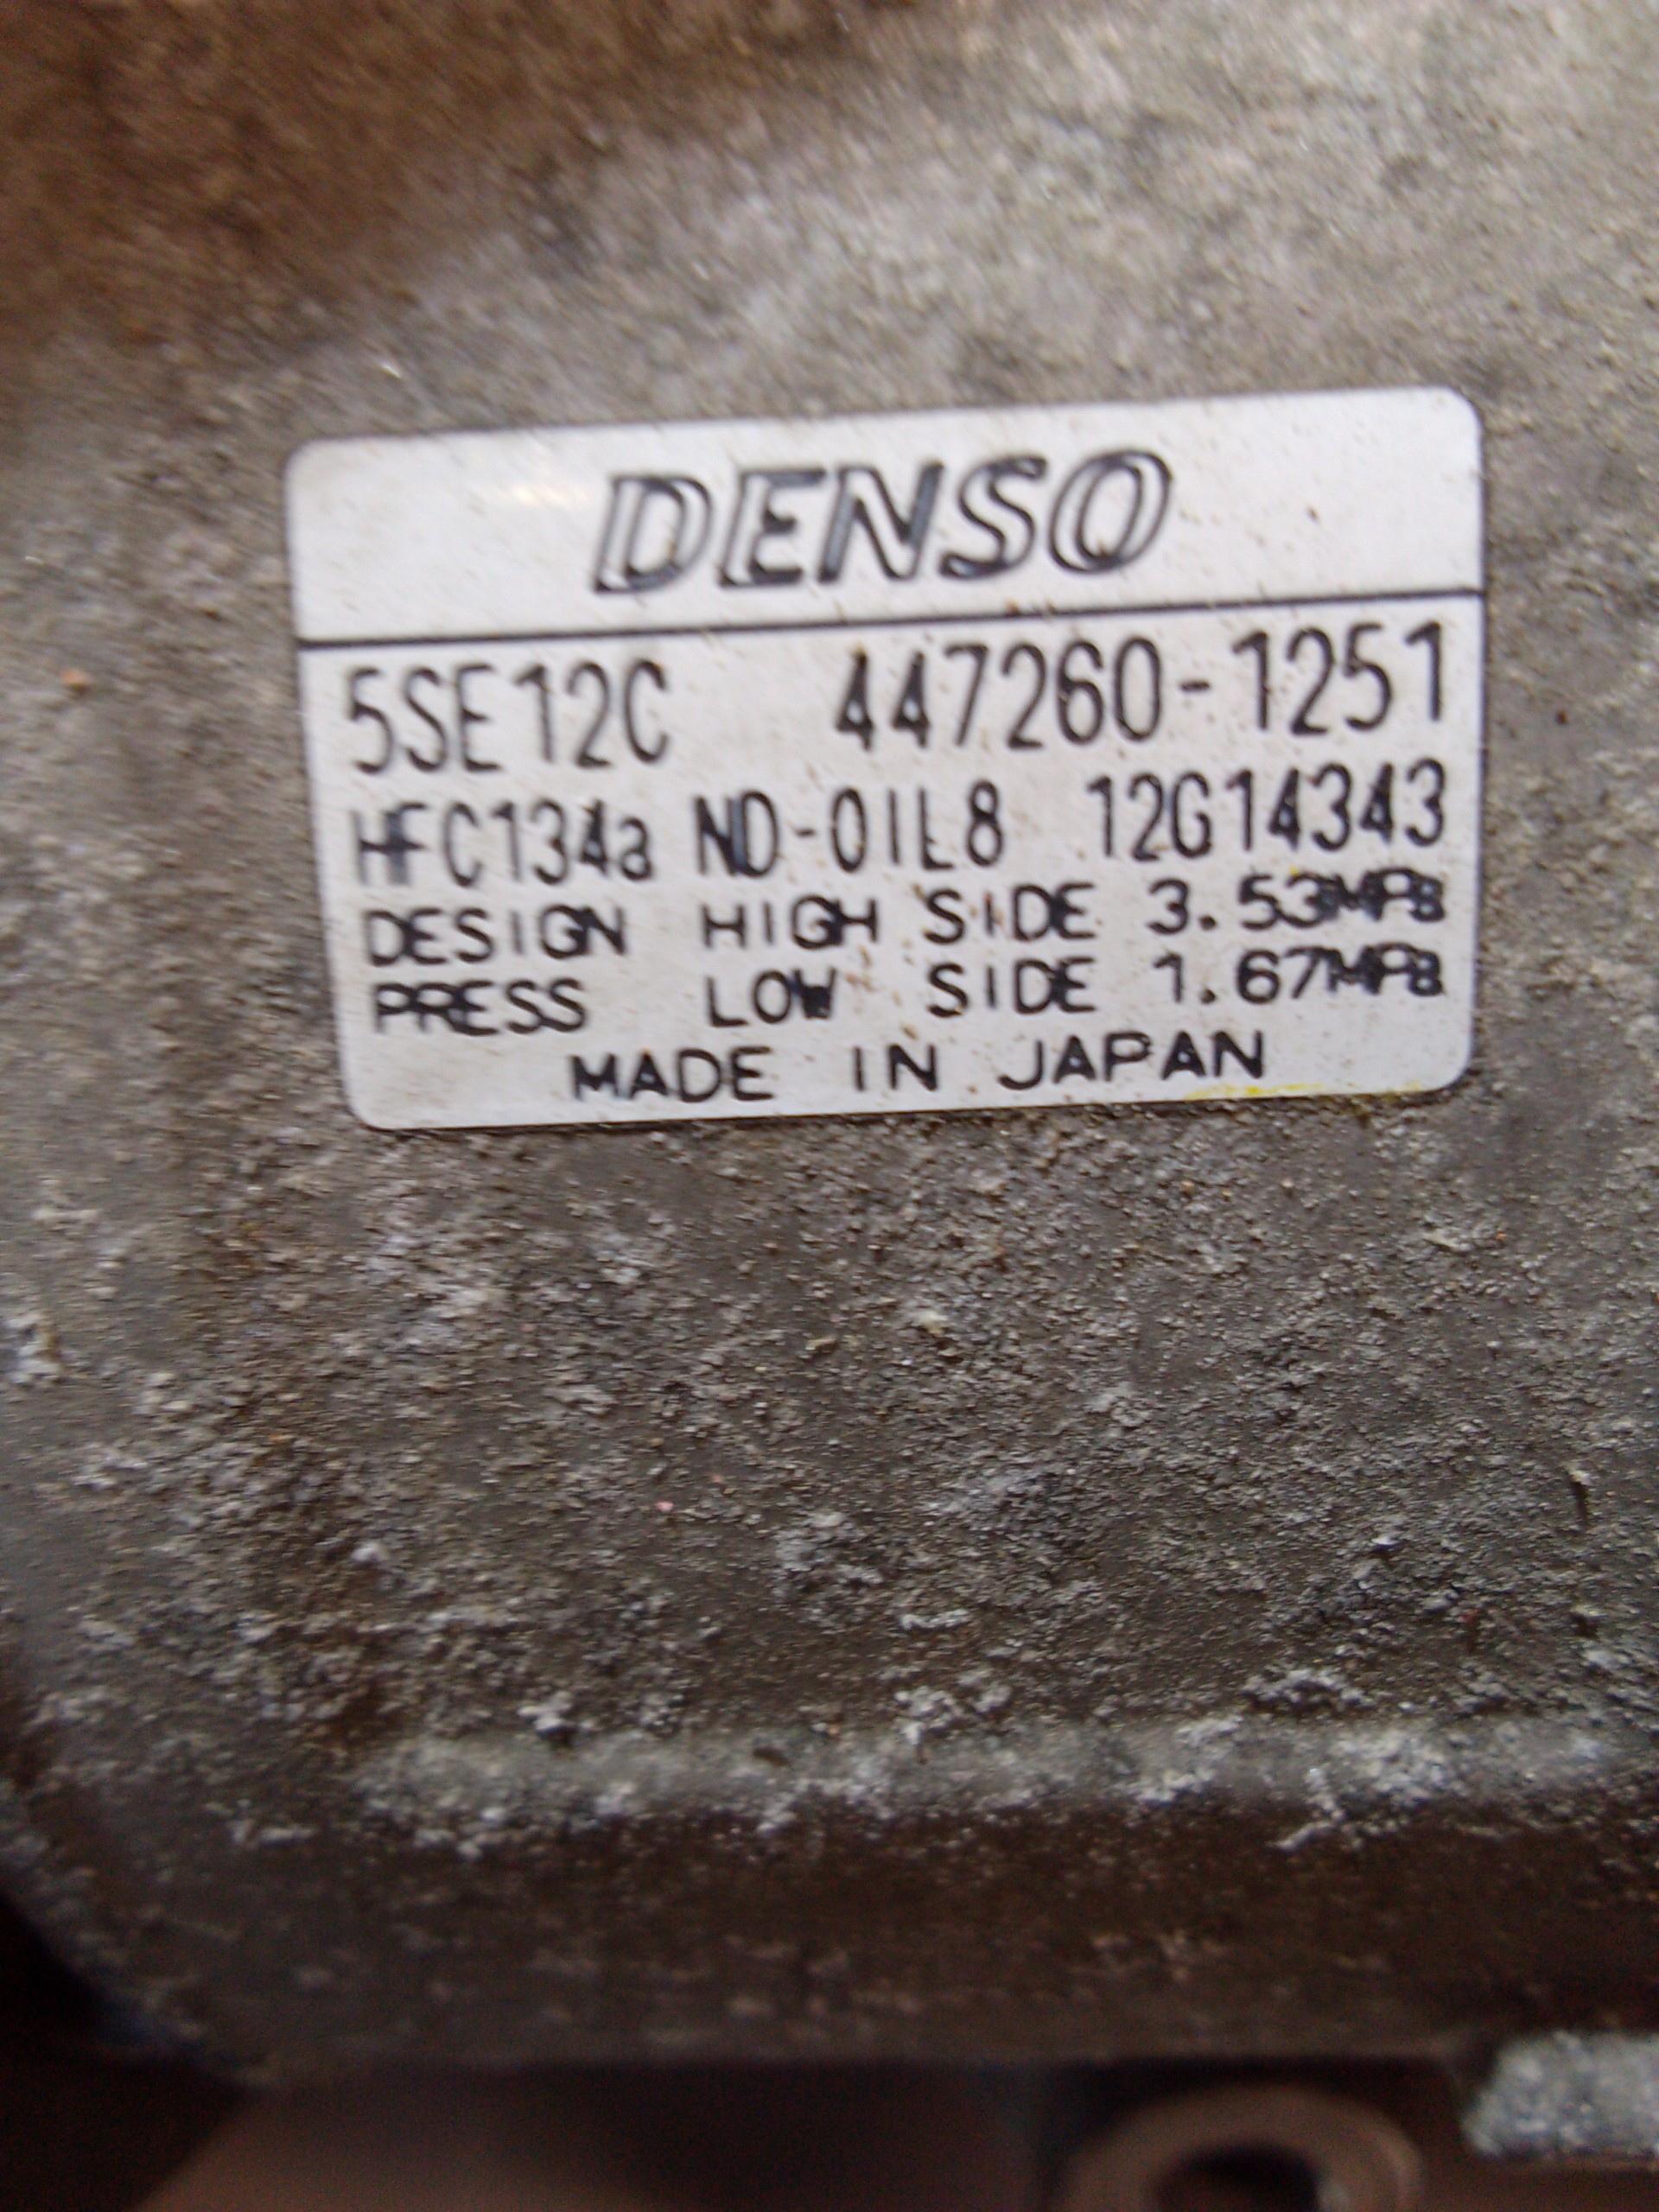 DENSO
5SE12C 447260-1251
HFC134a ND-OIL8 12G14343
DESIGN HIGH SIDE 3.53MPa
PRESS LOW SIDE 1.67MPa
MADE IN JAPAN